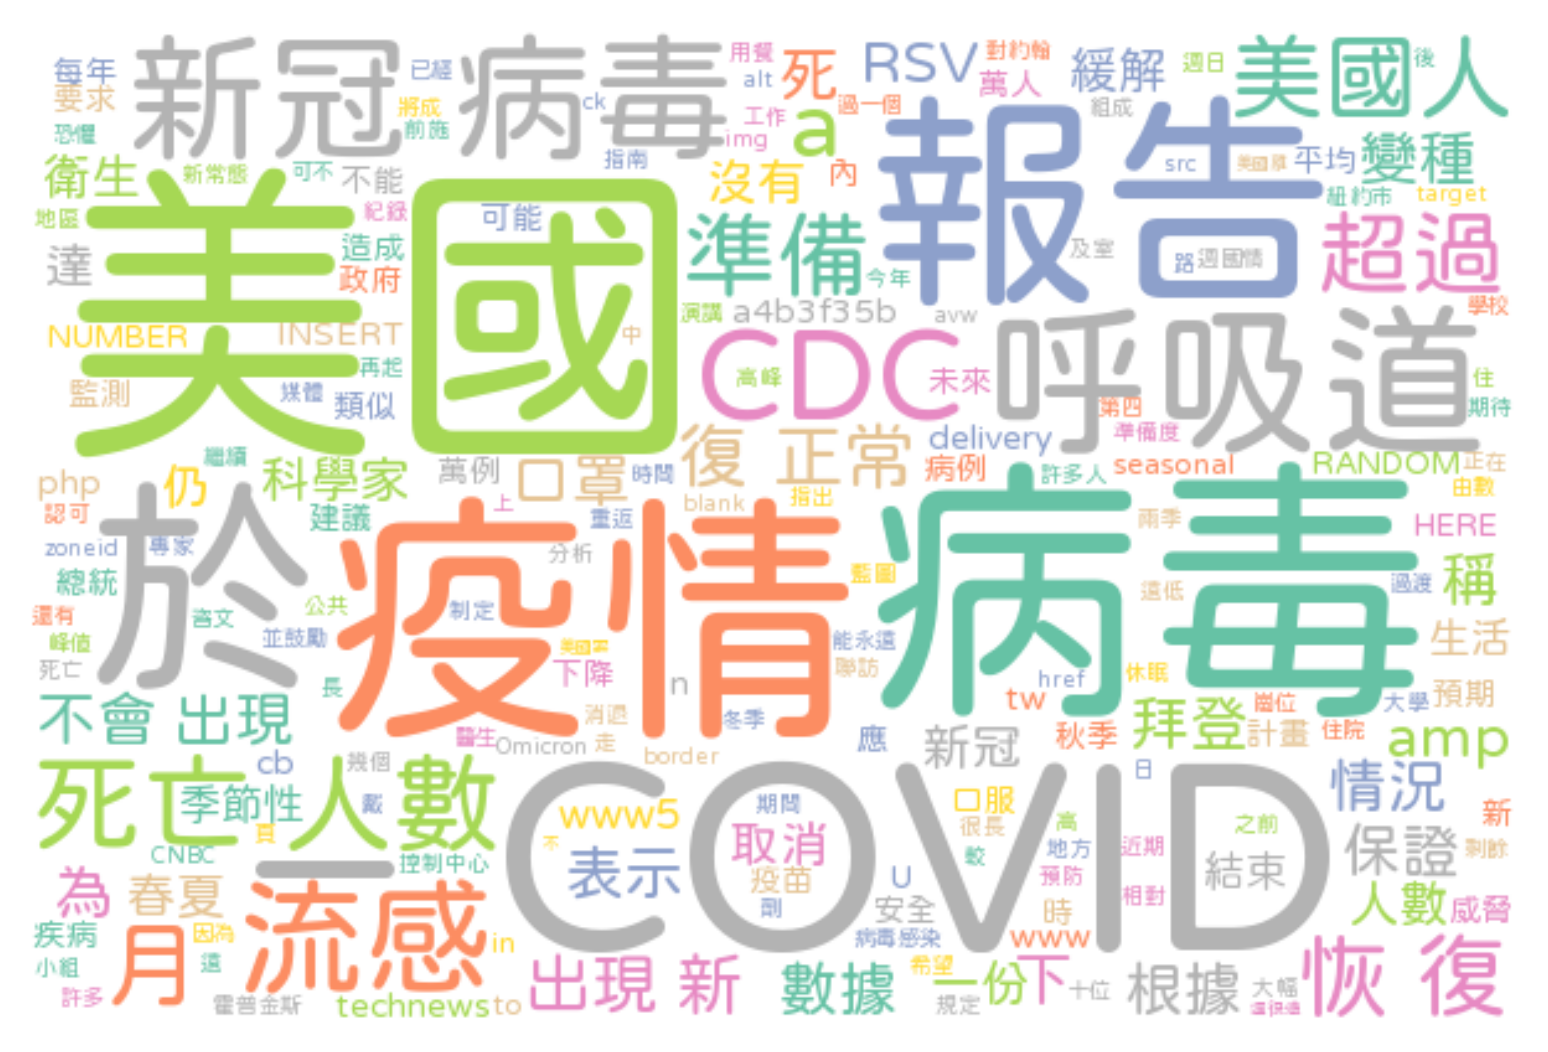 每年 新冠病毒 已經 用餐 死 RSV 對約翰 緩解 週日 美國人 後
要求 將成 ck alt 萬人 過一個 組成
恐懼 前施 工作 a 報告
衛生 新常態 可不 不能 指南 img 沒有 內 src 平均 變種
地區 美國 紀錄 可能 準備 紐約市 target
達 造成 及室 路 週國情 超過
政府 今年
NUMBER INSERT 中 演講 a4b3f35b avw 呼吸道 學校
再起 CDC 高峰 未來 住
監測 媒體 類似 第四 期待
繼續 復 正常 delivery 準備度
php 仍 科學家 萬例 口罩 時間 病例 許多人 seasonal RANDOM 正在
認可 建議 上 重返 blank 指出 由數
於 疫情 病毒 兩季 HERE
zoneid 專家 分析 藍圖
總統 公共 制定 遠低 過渡 稱
還有 咨文
峰值 並鼓勵 能永遠 生活
死亡 下降 聯訪 href 休眠
長 n tw 崗位 大學 預期
不會 出現 消退 冬季 拜登
醫生 Omicron 走 應 新冠 秋季 計畫 住院 amp
cb 幾個 border 日
死亡人數 COVID 情況
季節性 戴 www5 期間 口服 新
頁 不 取消 很長 高 之前
CNBC 控制中心 較 地方 近期 保證 剩餘
一 表示 疫苗 U 預防 結束
為 春夏 流感 劑 安全 時 相對 人數 威脅
疾病 月 因為 in 病毒感染 www
小組 這 出現 新 數據 希望 一份 下 十位 根據 大幅 恢復
許多 霍普金斯 technews to 規定